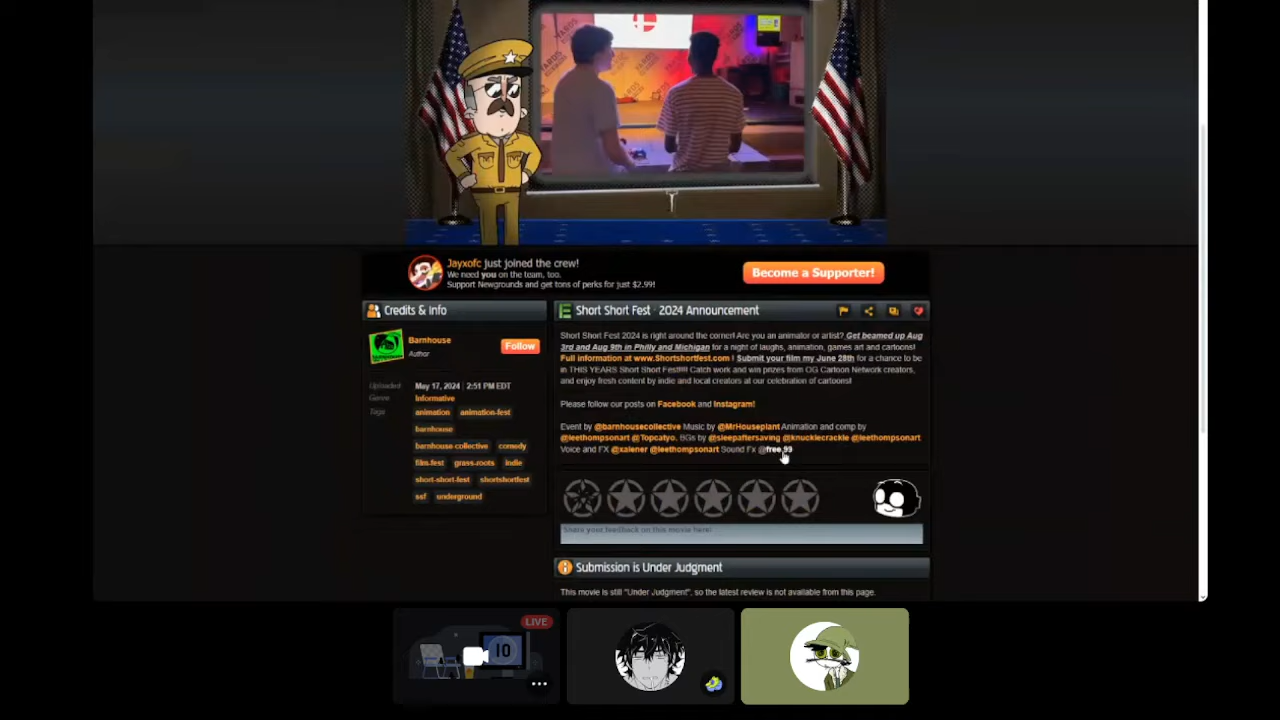 Jayxofc just joined the crew!
We need you on the team, too.
Support Newgrounds and get tons of perks for just $2.99!
Become a Supporter!
Credits & Info
Barnhouse
Author
Follow
Uploaded May 17, 2024 | 2:51 PM EDT
Genre Informative
Tags animation animation-fest
barnhouse
barnhouse-collective comedy
film-fest grass-roots indie
short-short-fest shortshortfest
ssf underground
Short Short Fest - 2024 Announcement
Short Short Fest 2024 is right around the corner! Are you an animator or artist? Get beamed up Aug
3rd and Aug 9th in Philly and Michigan for a night of laughs, animation, games art and cartoons!
Full information at www.Shortshortfest.com ! Submit your film my June 28th for a chance to be
in THIS YEARS Short Short Fest!!!! Catch work and win prizes from OG Cartoon Network creators,
and enjoy fresh content by indie and local creators at our celebration of cartoons!
Please follow our posts on Facebook and Instagram!
Event by @barnhousecollective Music by @MrHouseplant Animation and comp by
@leethompsonart @Topcatyo. BGs by @sleepaftersaving @knucklecrackle @leethompsonart
Voice and FX @xalener @leethompsonart Sound Fx @free.99
Share your feedback on this movie here!
Submission is Under Judgment
This movie is still "Under Judgment", so the latest review is not available from this page.
LIVE
10